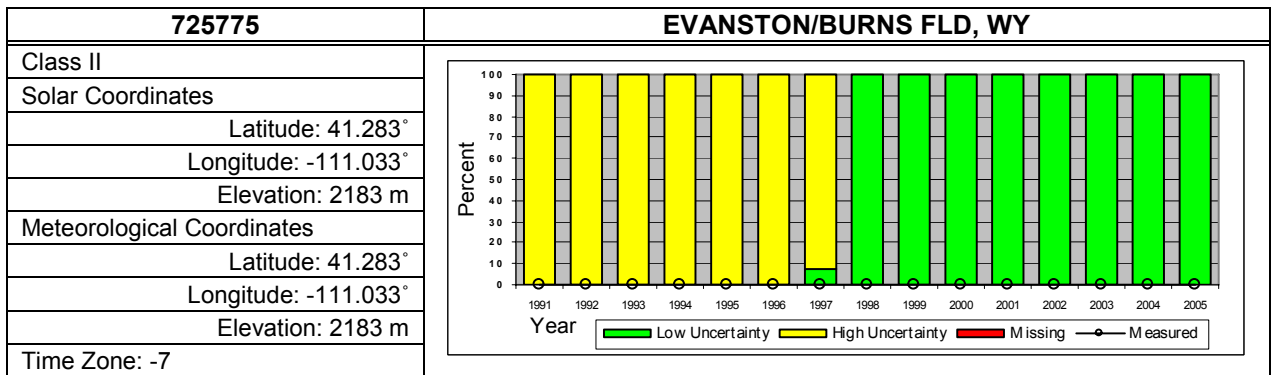 725775
EVANSTON/BURNS FLD, WY
Class II
Solar Coordinates
Latitude: 41.283˚
Longitude: -111.033˚
Elevation: 2183 m
Meteorological Coordinates
Latitude: 41.283˚
Longitude: -111.033˚
Elevation: 2183 m
Time Zone: -7
Percent
100
90
80
70
60
50
40
30
20
10
0
1991 1992 1993 1994 1995 1996 1997 1998 1999 2000 2001 2002 2003 2004 2005
Year
Low Uncertainty High Uncertainty Missing Measured